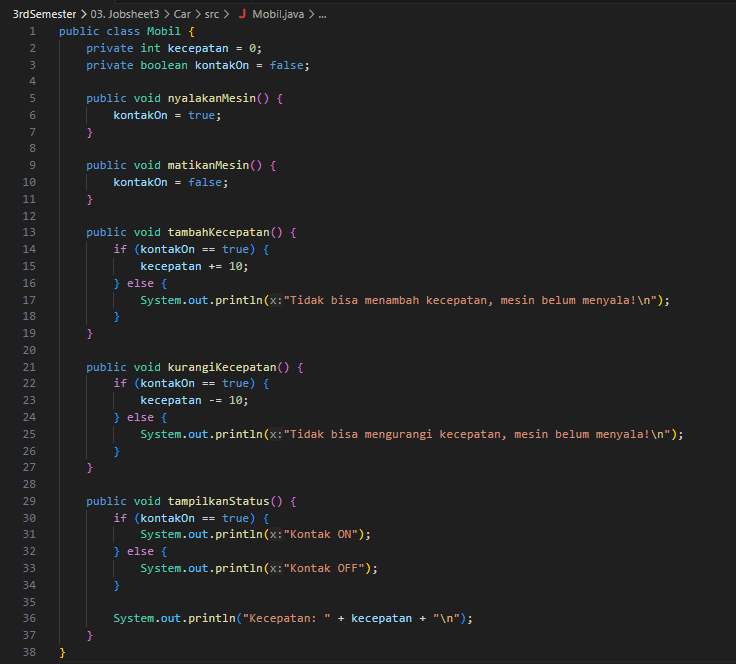 3rdSemester > 03. Jobsheet3 > Car > src > J Mobil.java > ...
1 public class Mobil {
2     private int kecepatan = 0;
3     private boolean kontakOn = false;
4
5     public void nyalakanMesin() {
6         kontakOn = true;
7     }
8
9     public void matikanMesin() {
10         kontakOn = false;
11     }
12
13     public void tambahKecepatan() {
14         if (kontakOn == true) {
15             kecepatan += 10;
16         } else {
17             System.out.println(x:"Tidak bisa menambah kecepatan, mesin belum menyala!\n");
18         }
19     }
20
21     public void kurangiKecepatan() {
22         if (kontakOn == true) {
23             kecepatan -= 10;
24         } else {
25             System.out.println(x:"Tidak bisa mengurangi kecepatan, mesin belum menyala!\n");
26         }
27     }
28
29     public void tampilkanStatus() {
30         if (kontakOn == true) {
31             System.out.println(x:"Kontak ON");
32         } else {
33             System.out.println(x:"Kontak OFF");
34         }
35
36         System.out.println("Kecepatan: " + kecepatan + "\n");
37     }
38 }